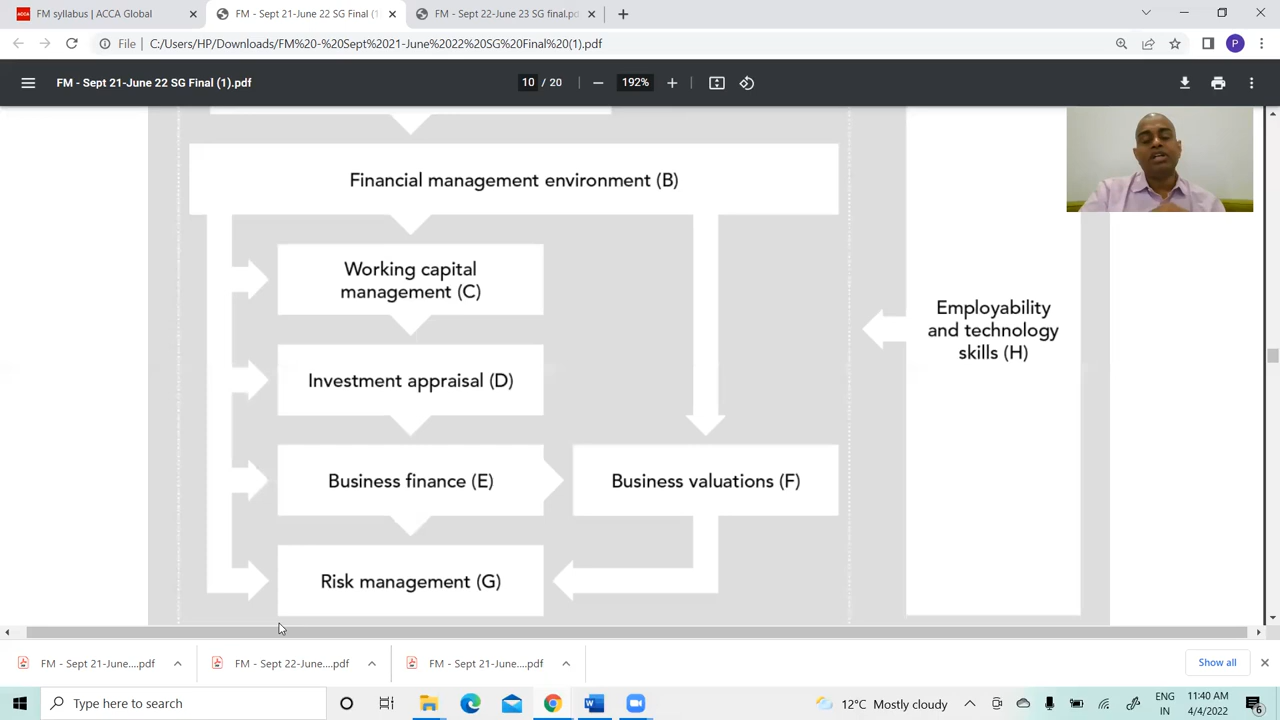 FM syllabus | ACCA Global
FM - Sept 21-June 22 SG Final (1
FM - Sept 22-June 23 SG final.pd
File
C:/Users/HP/Downloads/FM%20-%20Sept%2021-June%2022%20SG%20Final%20(1).pdf
P
FM - Sept 21-June 22 SG Final (1).pdf
10 / 20
192%
Financial management environment (B)
Working capital
management (C)
Investment appraisal (D)
Business finance (E)
Business valuations (F)
Risk management (G)
Employability
and technology
skills (H)
FM - Sept 21-June....pdf
FM - Sept 22-June....pdf
FM - Sept 21-June....pdf
Show all
Type here to search
12°C Mostly cloudy
ENG
IN
11:40 AM
4/4/2022
6